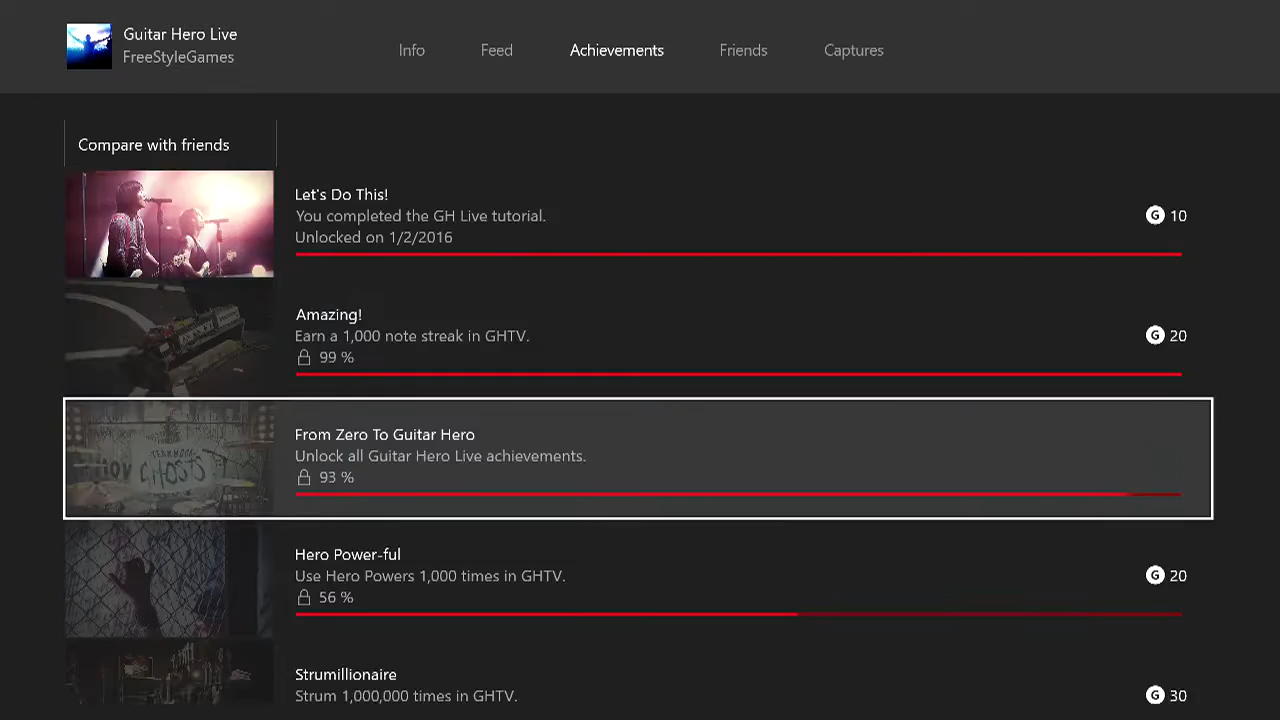 Guitar Hero Live
FreeStyleGames
Info
Feed
Achievements
Friends
Captures
Compare with friends
Let's Do This!
You completed the GH Live tutorial.
Unlocked on 1/2/2016
G 10
Amazing!
Earn a 1,000 note streak in GHTV.
99 %
G 20
GHOSTS
From Zero To Guitar Hero
Unlock all Guitar Hero Live achievements.
93 %
Hero Power-ful
Use Hero Powers 1,000 times in GHTV.
56 %
G 20
Strumillionaire
Strum 1,000,000 times in GHTV.
G 30